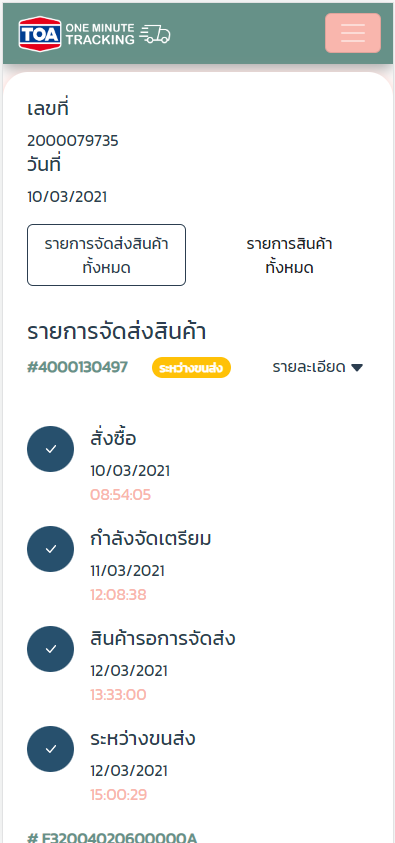 TOA
ONE MINUTE
TRACKING
เลขที่
2000079735
วันที่
10/03/2021
รายการจัดส่งสินค้า
ทั้งหมด
รายการสินค้า
ทั้งหมด
รายการจัดส่งสินค้า
#4000130497
ระหว่างขนส่ง
รายละเอียด
สั่งซื้อ
10/03/2021
08:54:05
กำลังจัดเตรียม
11/03/2021
12:08:38
สินค้ารอการจัดส่ง
12/03/2021
13:33:00
ระหว่างขนส่ง
12/03/2021
15:00:29
# F32004020600000A